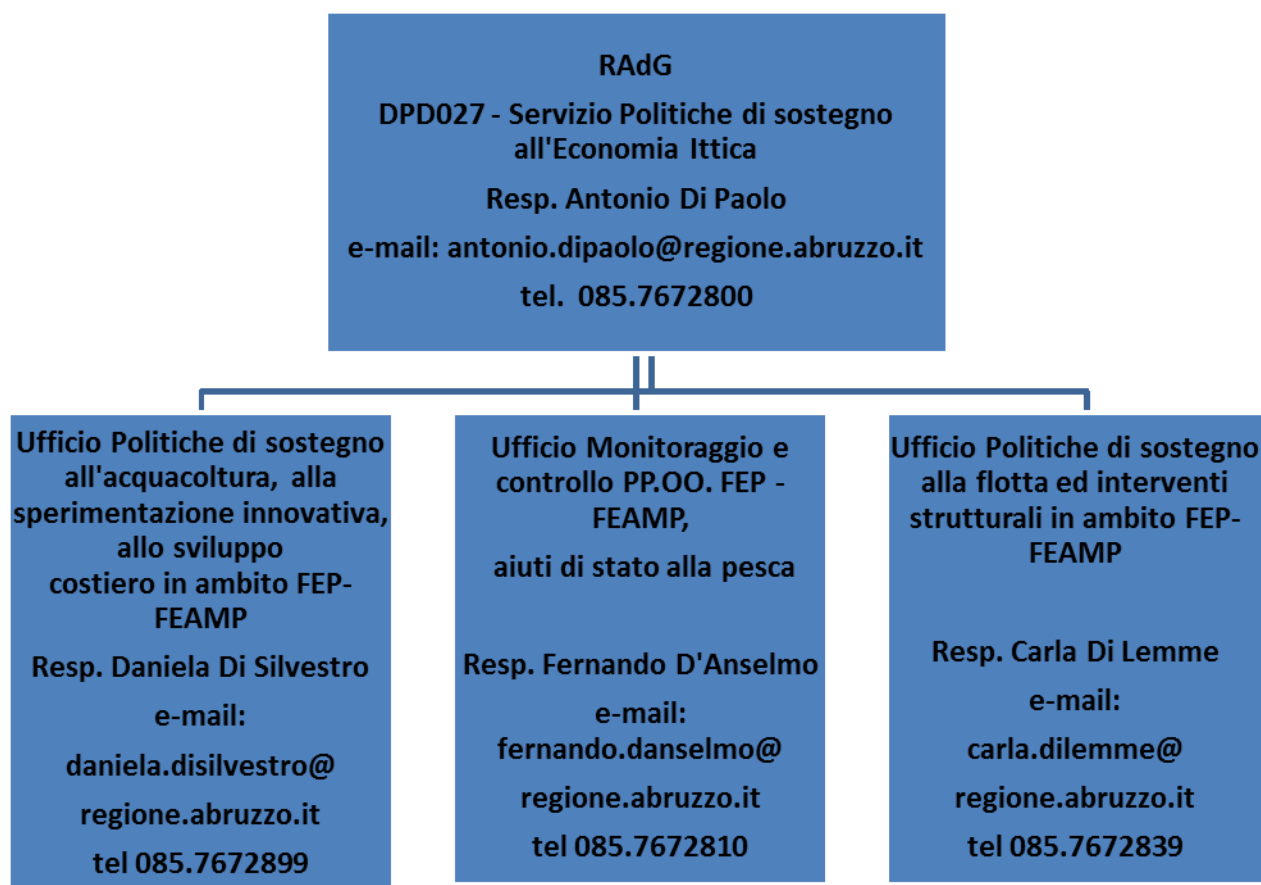 RAdG
DPD027 - Servizio Politiche di sostegno
all'Economia Ittica
Resp. Antonio Di Paolo
e-mail: antonio.dipaolo@regione.abruzzo.it
tel.  085.7672800
Ufficio Politiche di sostegno
all'acquacoltura, alla
sperimentazione innovativa,
allo sviluppo
costiero in ambito FEP-
FEAMP
Resp. Daniela Di Silvestro
e-mail:
daniela.disilvestro@
regione.abruzzo.it
tel 085.7672899
Ufficio Monitoraggio e
controllo PP.OO. FEP -
FEAMP,
aiuti di stato alla pesca
Resp. Fernando D'Anselmo
e-mail:
fernando.danselmo@
regione.abruzzo.it
tel 085.7672810
Ufficio Politiche di sostegno
alla flotta ed interventi
strutturali in ambito FEP-
FEAMP
Resp. Carla Di Lemme
e-mail:
carla.dilemme@
regione.abruzzo.it
tel 085.7672839